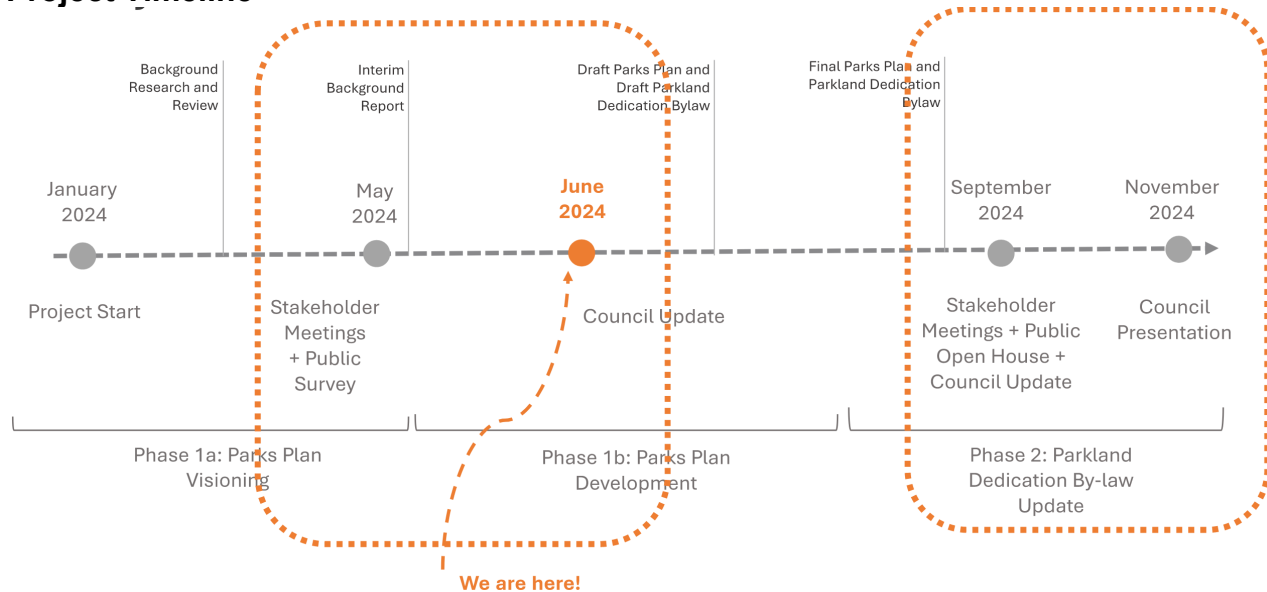 Project Timeline
Background
Research and
Review
Interim
Background
Report
Draft Parks Plan and
Draft Parkland
Dedication Bylaw
Final Parks Plan and
Parkland Dedication
Bylaw
January
2024
May
2024
June
2024
September
2024
November
2024
Project Start
Stakeholder
Meetings
+ Public
Survey
Council Update
Stakeholder
Meetings + Public
Open House +
Council Update
Council
Presentation
Phase 1a: Parks Plan
Visioning
Phase 1b: Parks Plan
Development
Phase 2: Parkland
Dedication By-law
Update
We are here!